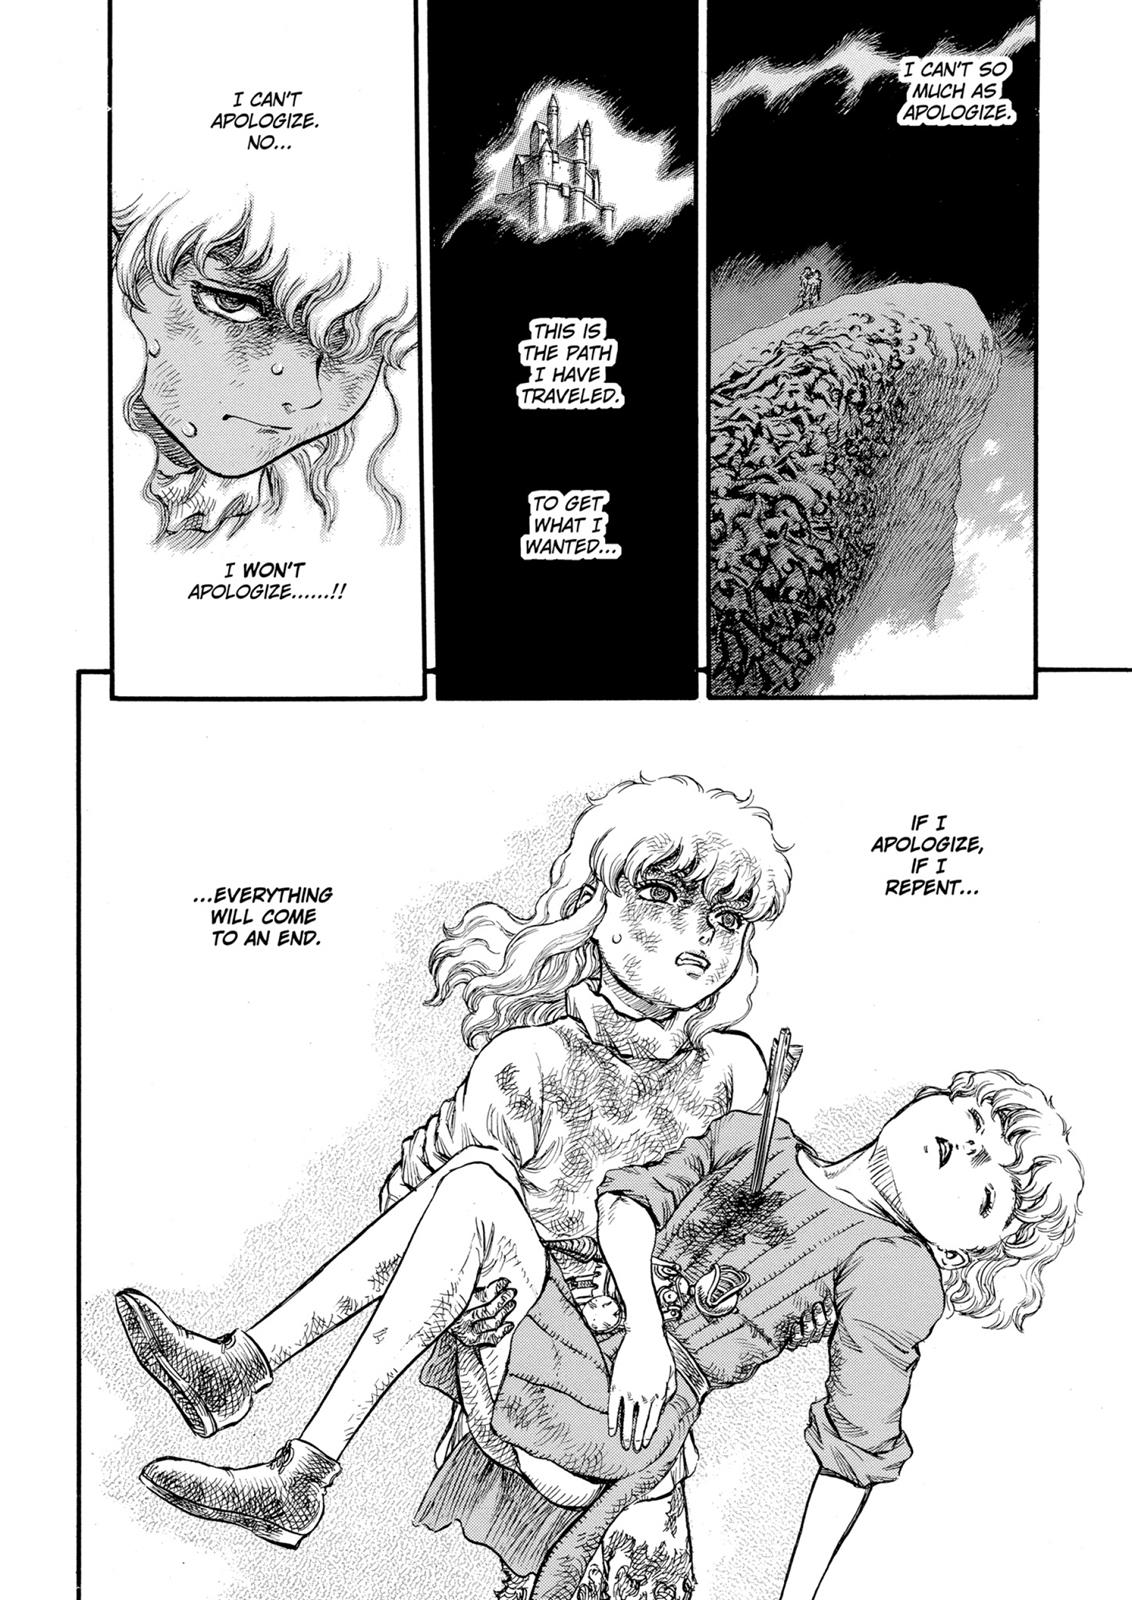 I CAN'T SO
MUCH AS
APOLOGIZE.
THIS IS
THE PATH
I HAVE
TRAVELED.
TO GET
WHAT I
WANTED...
I CAN'T
APOLOGIZE.
NO...
I WON'T
APOLOGIZE......!!
IF I
APOLOGIZE,
IF I
REPENT...
...EVERYTHING
WILL COME
TO AN END.